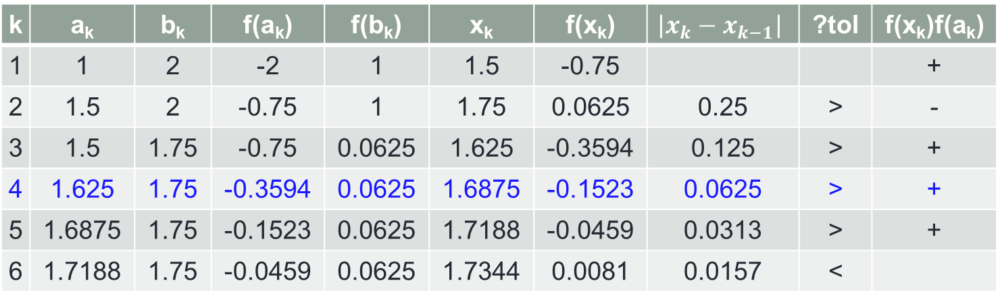 k a_k b_k f(a_k) f(b_k) x_k f(x_k) |x_k − x_{k−1}| ?tol f(x_k)f(a_k)
1 1 2 -2 1 1.5 -0.75 +
2 1.5 2 -0.75 1 1.75 0.0625 0.25 > -
3 1.5 1.75 -0.75 0.0625 1.625 -0.3594 0.125 > +
4 1.625 1.75 -0.3594 0.0625 1.6875 -0.1523 0.0625 > +
5 1.6875 1.75 -0.1523 0.0625 1.7188 -0.0459 0.0313 > +
6 1.7188 1.75 -0.0459 0.0625 1.7344 0.0081 0.0157 <